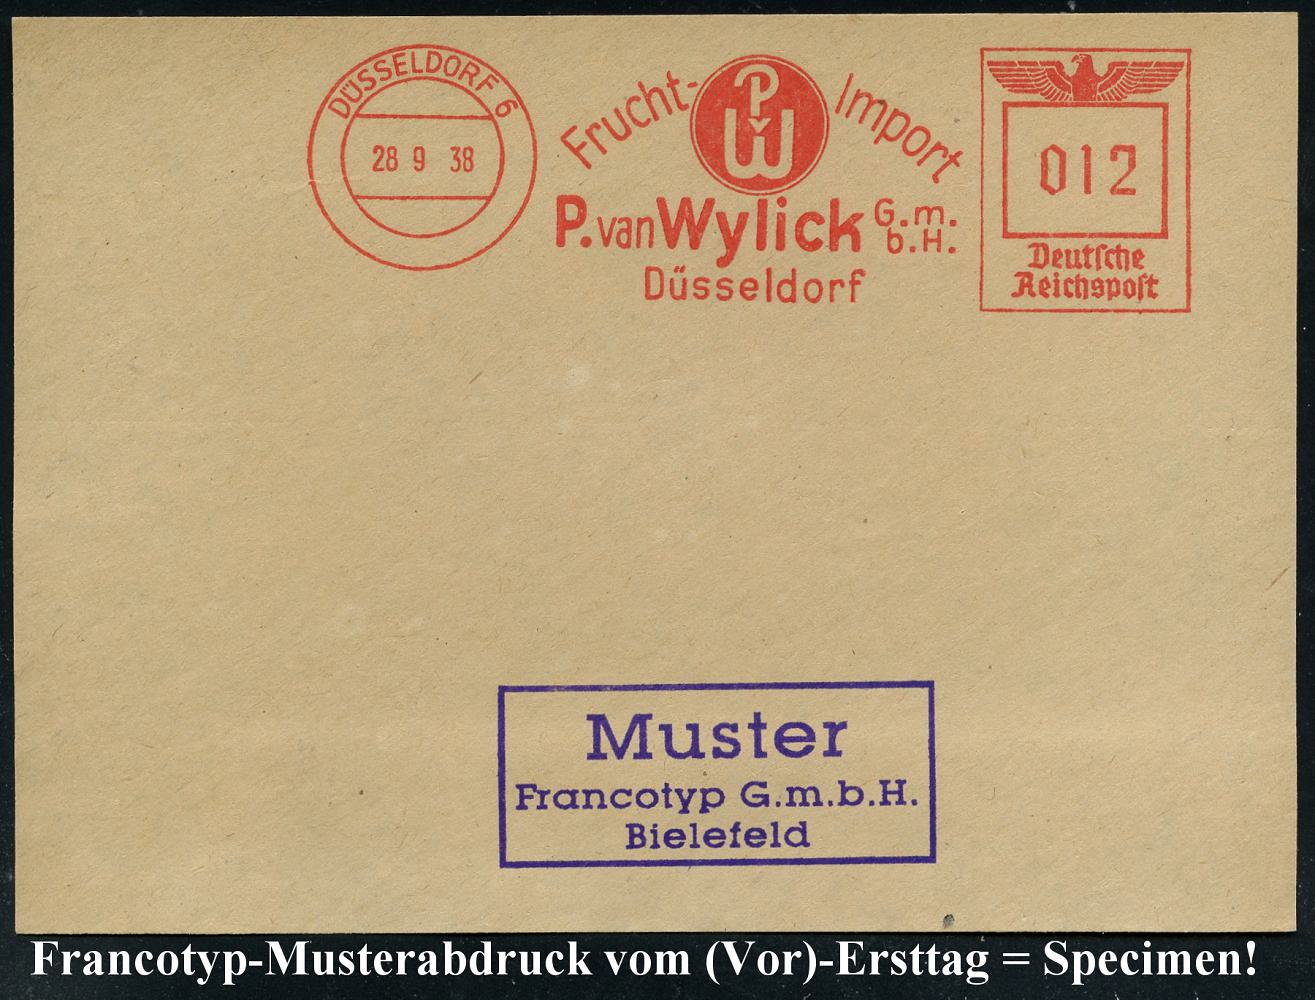 DÜSSELDORF 6
28 9 38
Frucht- Import
PvW
P. van Wylick G.m.b.H.
Düsseldorf
012
Deutsche
Reichspost
Muster
Francotyp G.m.b.H.
Bielefeld
Francotyp-Musterabdruck vom (Vor)-Ersttag = Specimen!